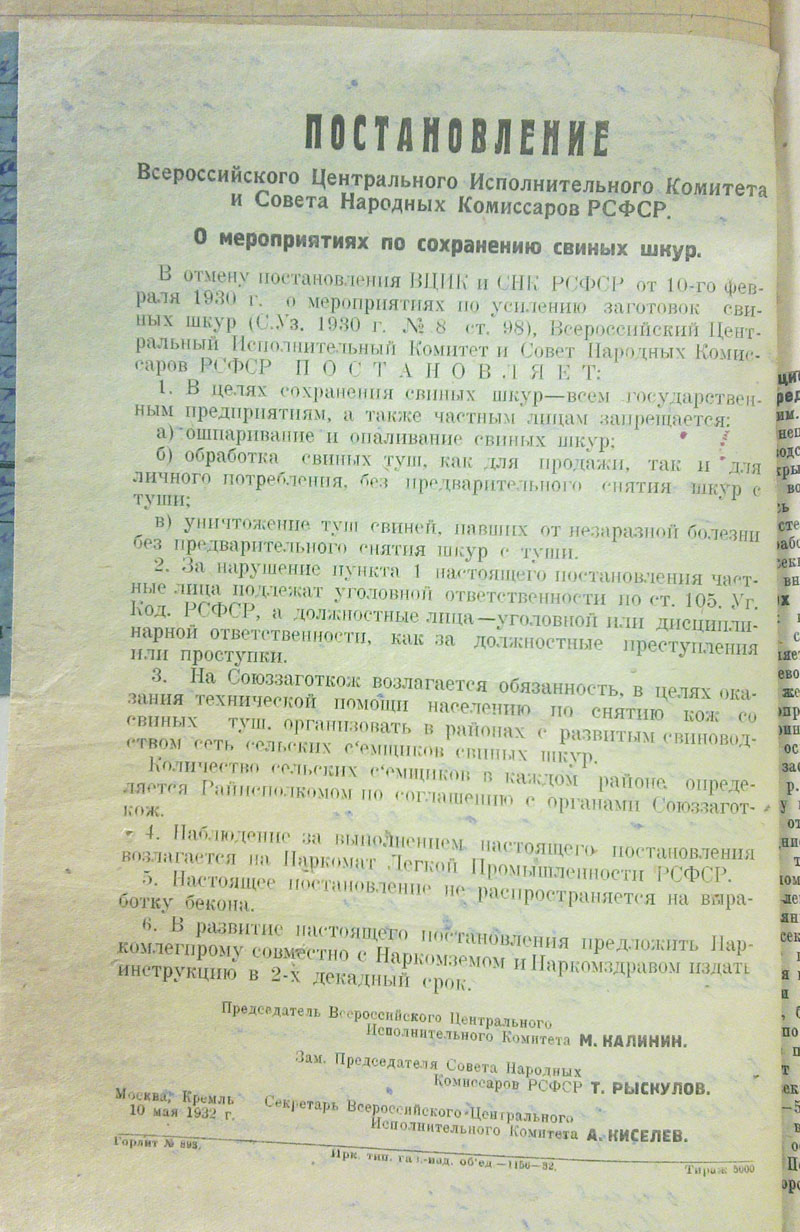 ПОСТАНОВЛЕНИЕ
Всероссийского Центрального Исполнительного Комитета
и Совета Народных Комиссаров РСФСР.
О мероприятиях по сохранению свиных шкур.
В отмену постановления ВЦИК и СНК РСФСР от 10-го фев-
раля 1930 г. о мероприятиях по усилению заготовок сви-
ных шкур (С.Уз. 1930 г. № 8 ст. 98), Всероссийский Цент-
ральный Исполнительный Комитет и Совет Народных Комис-
саров РСФСР ПОСТАНОВЛЯЕТ:
1. В целях сохранения свиных шкур—всем государствен-
ным предприятиям, а также частным лицам запрещается:
а) ошпаривание и опаливание свиных шкур;
б) обработка свиных туш, как для продажи, так и для
личного потребления, без предварительного снятия шкур с
туши;
в) уничтожение туш свиней, павших от незаразной болезни
без предварительного снятия шкур с туши.
2. За нарушение пункта 1 настоящего постановления част-
ные лица подлежат уголовной ответственности по ст. 105. Уг.
Код. РСФСР, а должностные лица—уголовной или дисципли-
нарной ответственности, как за должностные преступления
или проступки.
3. На Союззаготкож возлагается обязанность, в целях ока-
зания технической помощи населению по снятию кож со
свиных туш, организовать в районах с развитым свиновод-
ством сеть сельских с'емщиков свиных шкур.
Количество сельских с'емщиков в каждом районе, опреде-
ляется Райисполкомом по соглашению с органами Союззагот-
кож.
4. Наблюдение за выполнением настоящего постановления
возлагается на Наркомат Легкой Промышленности РСФСР.
5. Настоящее постановление не распространяется на выра-
ботку бекона.
6. В развитие настоящего постановления предложить Нар-
комлегпрому совместно с Наркомземом и Наркомздравом издать
инструкцию в 2-х декадный срок.
Председатель Всероссийского Центрального
Исполнительного Комитета М. КАЛИНИН.
Зам. Председателя Совета Народных
Комиссаров РСФСР Т. РЫСКУЛОВ.
Москва, Кремль
10 мая 1932 г.
Секретарь Всероссийского Центрального
Исполнительного Комитета А. КИСЕЛЕВ.
Горлит № 893. Ирк. тип. газ.-изд. об'ед.—1150—32. Тираж 5000